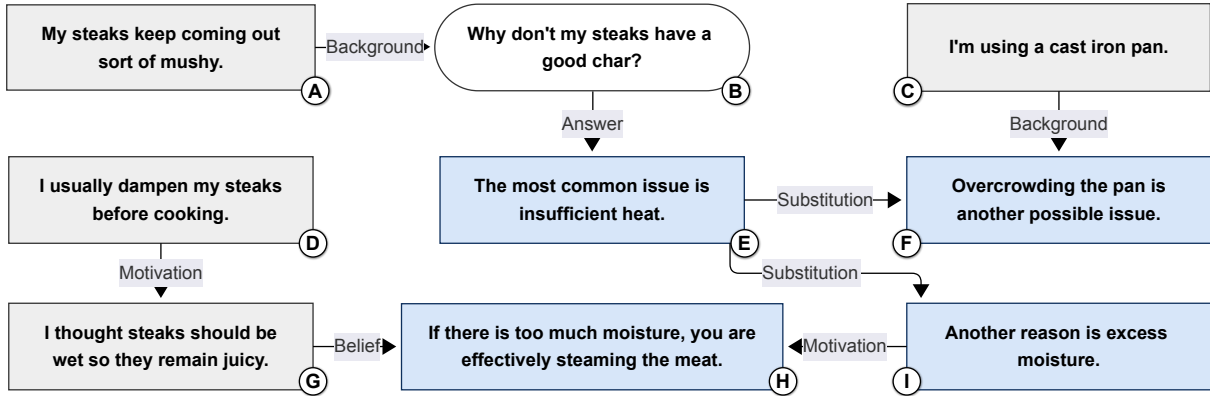 My steaks keep coming out
sort of mushy.
A
Background
Why don't my steaks have a
good char?
B
I'm using a cast iron pan.
C
Answer
Background
I usually dampen my steaks
before cooking.
D
The most common issue is
insufficient heat.
E
Substitution
Overcrowding the pan is
another possible issue.
F
Motivation
Substitution
I thought steaks should be
wet so they remain juicy.
G
Belief
If there is too much moisture, you are
effectively steaming the meat.
H
Motivation
Another reason is excess
moisture.
I